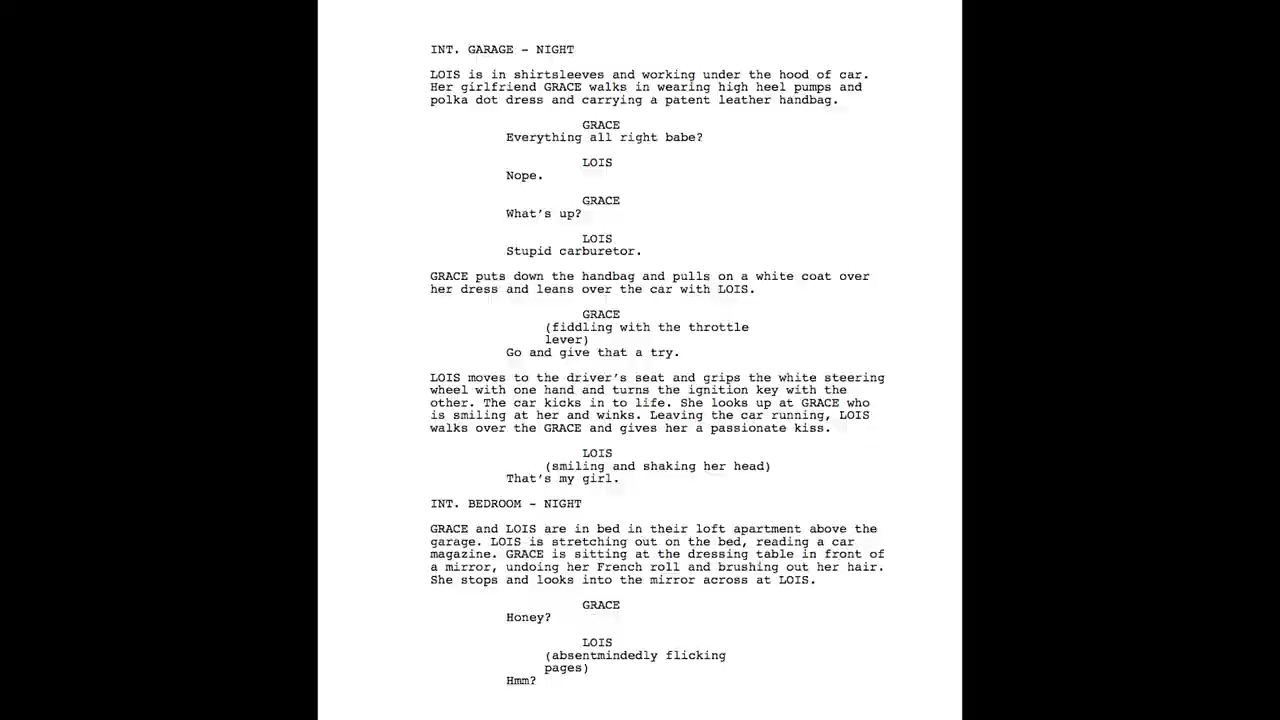 INT. GARAGE - NIGHT
LOIS is in shirtsleeves and working under the hood of car.
Her girlfriend GRACE walks in wearing high heel pumps and
polka dot dress and carrying a patent leather handbag.
GRACE
Everything all right babe?
LOIS
Nope.
GRACE
What's up?
LOIS
Stupid carburetor.
GRACE puts down the handbag and pulls on a white coat over
her dress and leans over the car with LOIS.
GRACE
(fiddling with the throttle
lever)
Go and give that a try.
LOIS moves to the driver's seat and grips the white steering
wheel with one hand and turns the ignition key with the
other. The car kicks in to life. She looks up at GRACE who
is smiling at her and winks. Leaving the car running, LOIS
walks over the GRACE and gives her a passionate kiss.
LOIS
(smiling and shaking her head)
That's my girl.
INT. BEDROOM - NIGHT
GRACE and LOIS are in bed in their loft apartment above the
garage. LOIS is stretching out on the bed, reading a car
magazine. GRACE is sitting at the dressing table in front of
a mirror, undoing her French roll and brushing out her hair.
She stops and looks into the mirror across at LOIS.
GRACE
Honey?
LOIS
(absentmindedly flicking
pages)
Hmm?